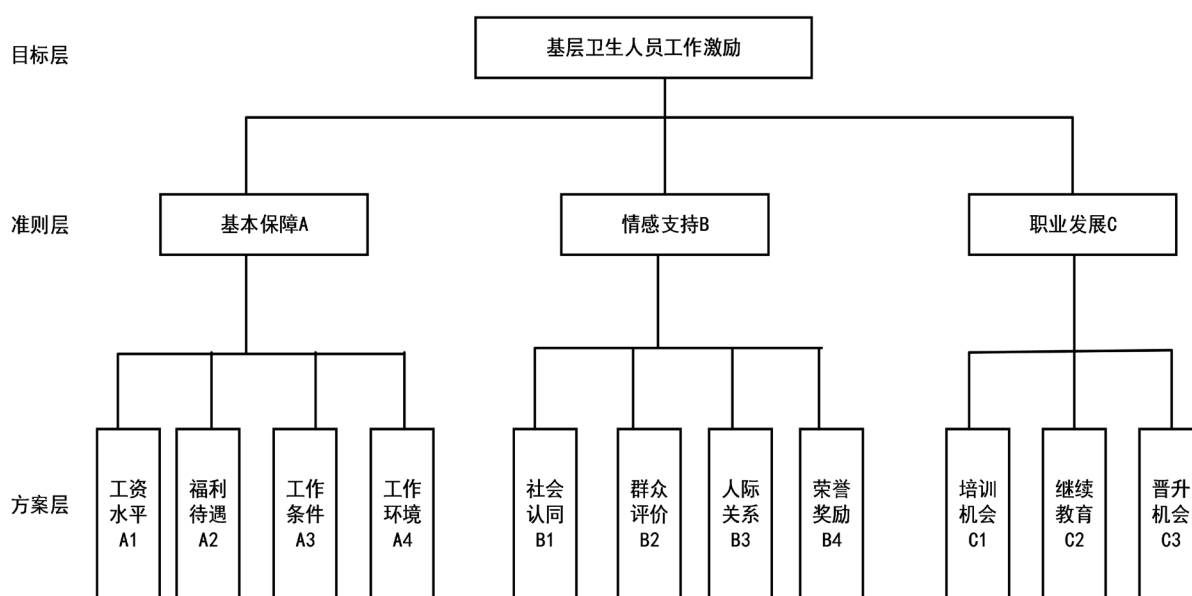 目标层
基层卫生人员工作激励
准则层
基本保障A
情感支持B
职业发展C
方案层
工资
水平
A1
福利
待遇
A2
工作
条件
A3
工作
环境
A4
社会
认同
B1
群众
评价
B2
人际
关系
B3
荣誉
奖励
B4
培训
机会
C1
继续
教育
C2
晋升
机会
C3